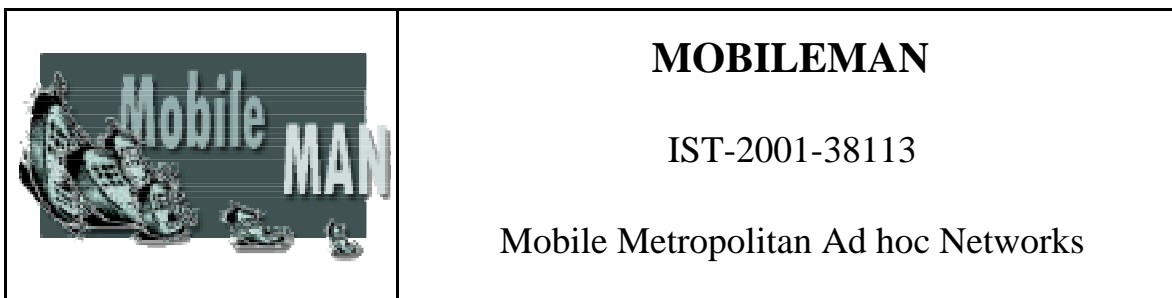 Mobile
MAN
MOBILEMAN
IST-2001-38113
Mobile Metropolitan Ad hoc Networks